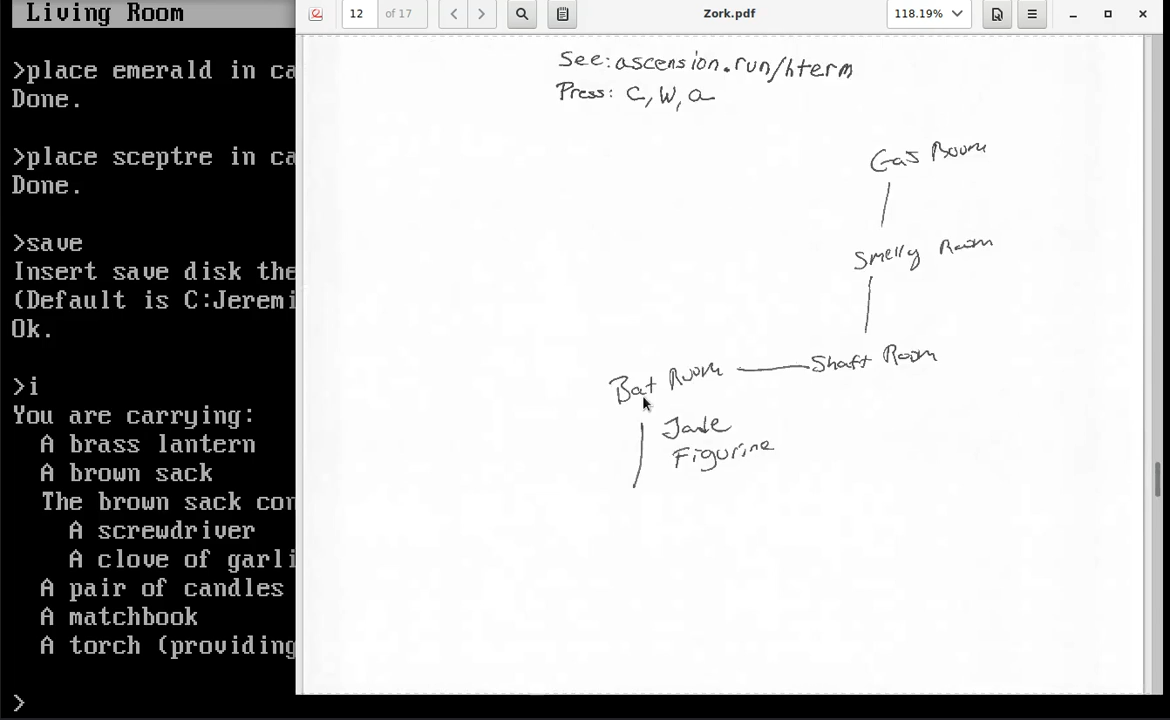 Living Room
>place emerald in ca
Done.
>place sceptre in ca
Done.
>save
Insert save disk the
(Default is C:Jeremi
Ok.
>i
You are carrying:
A brass lantern
A brown sack
The brown sack con
A screwdriver
A clove of garli
A pair of candles
A matchbook
A torch (providing
>
12 of 17
Zork.pdf
118.19%
See: ascension.run/hterm
Press: C, W, a
Gas Room
Smelly Room
Bat Room
Shaft Room
Jade
Figurine